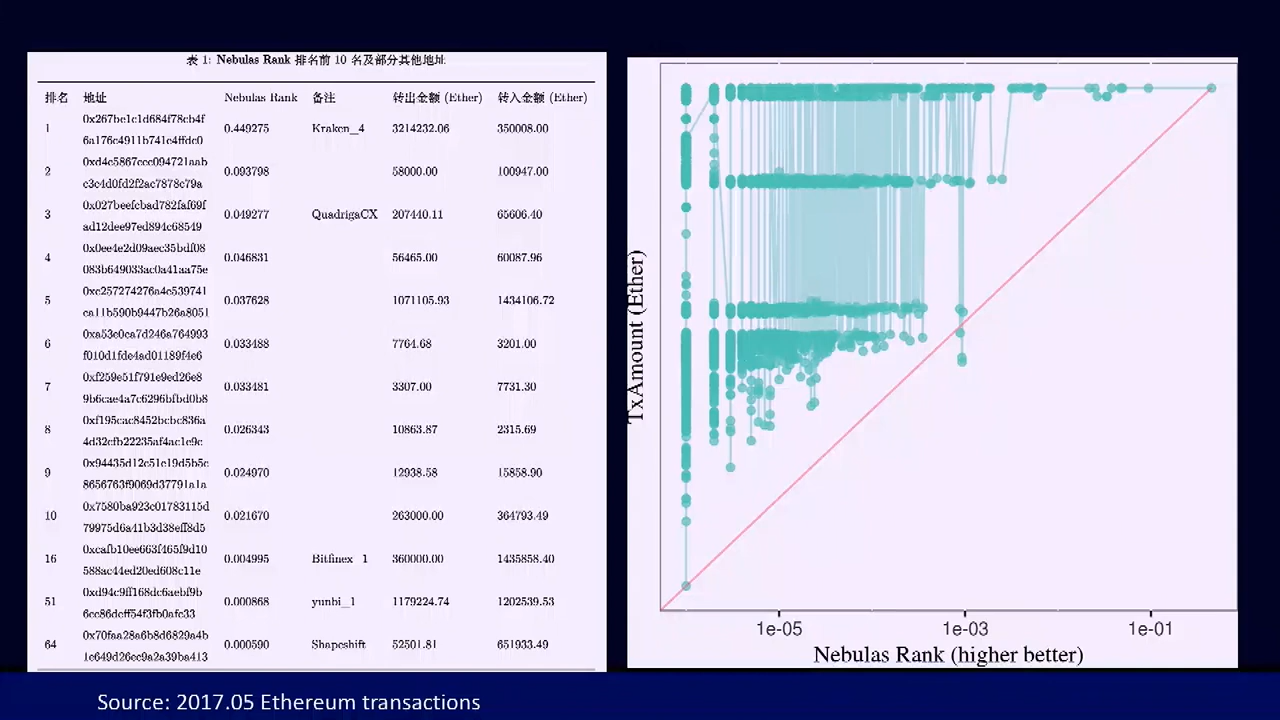 表 1: Nebulas Rank 排名前 10 名及部分其他地址
排名 地址 Nebulas Rank 备注 转出金额 (Ether) 转入金额 (Ether)
0x267be1c1d684f78cb4f
1 0.449275 Kraken_4 3214232.06 350008.00
6a176c4911b741e4ffdc0
0xd4c5867ccc094721aab
2 0.093798 58000.00 100947.00
c3c4d0fd2f2ac7878c79a
0x027beefcbad782faf69f
3 0.049277 QuadrigaCX 207440.11 65606.40
ad12dee97ed894c68549
0x0ee4e2d09aec35bdf08
4 0.046831 56465.00 60087.96
083b649033ac0a41aa75e
0xc257274276a4e539741
5 0.037628 1071105.93 1434106.72
ca11b590b9447b26a8051
0xa53e0ca7d246a764993
6 0.033488 7764.68 3201.00
f010d1fde4ad01189f4e6
0xf259e51f791e9ed26e8
7 0.033481 3307.00 7731.30
9b6cae4a7c6296bfbd0b8
0xf195cac8452bcbc836a
8 0.026343 10863.87 2315.69
4d32cfb22235af4ac1e9c
0x94435d12c51e19d5b5c
9 0.024970 12938.58 15858.90
8656763f9069d37791a1a
0x7580ba923c01783115d
10 0.021670 263000.00 364793.49
79975d6a41b3d38eff8d5
0xcafb10ee663f465f9d10
16 0.004995 Bitfinex_1 360000.00 1435858.40
588ac44ed20ed608c11e
0xd94c9ff168dc6aebf9b
51 0.000868 yunbi_1 1179224.74 1202539.53
6cc86deff54f3fb0afc33
0x70faa28a6b8d6829a4b
64 0.000590 Shapeshift 52501.81 651933.49
1e649d26ec9a2a39ba413
TxAmount (Ether)
1e-05 1e-03 1e-01
Nebulas Rank (higher better)
Source: 2017.05 Ethereum transactions